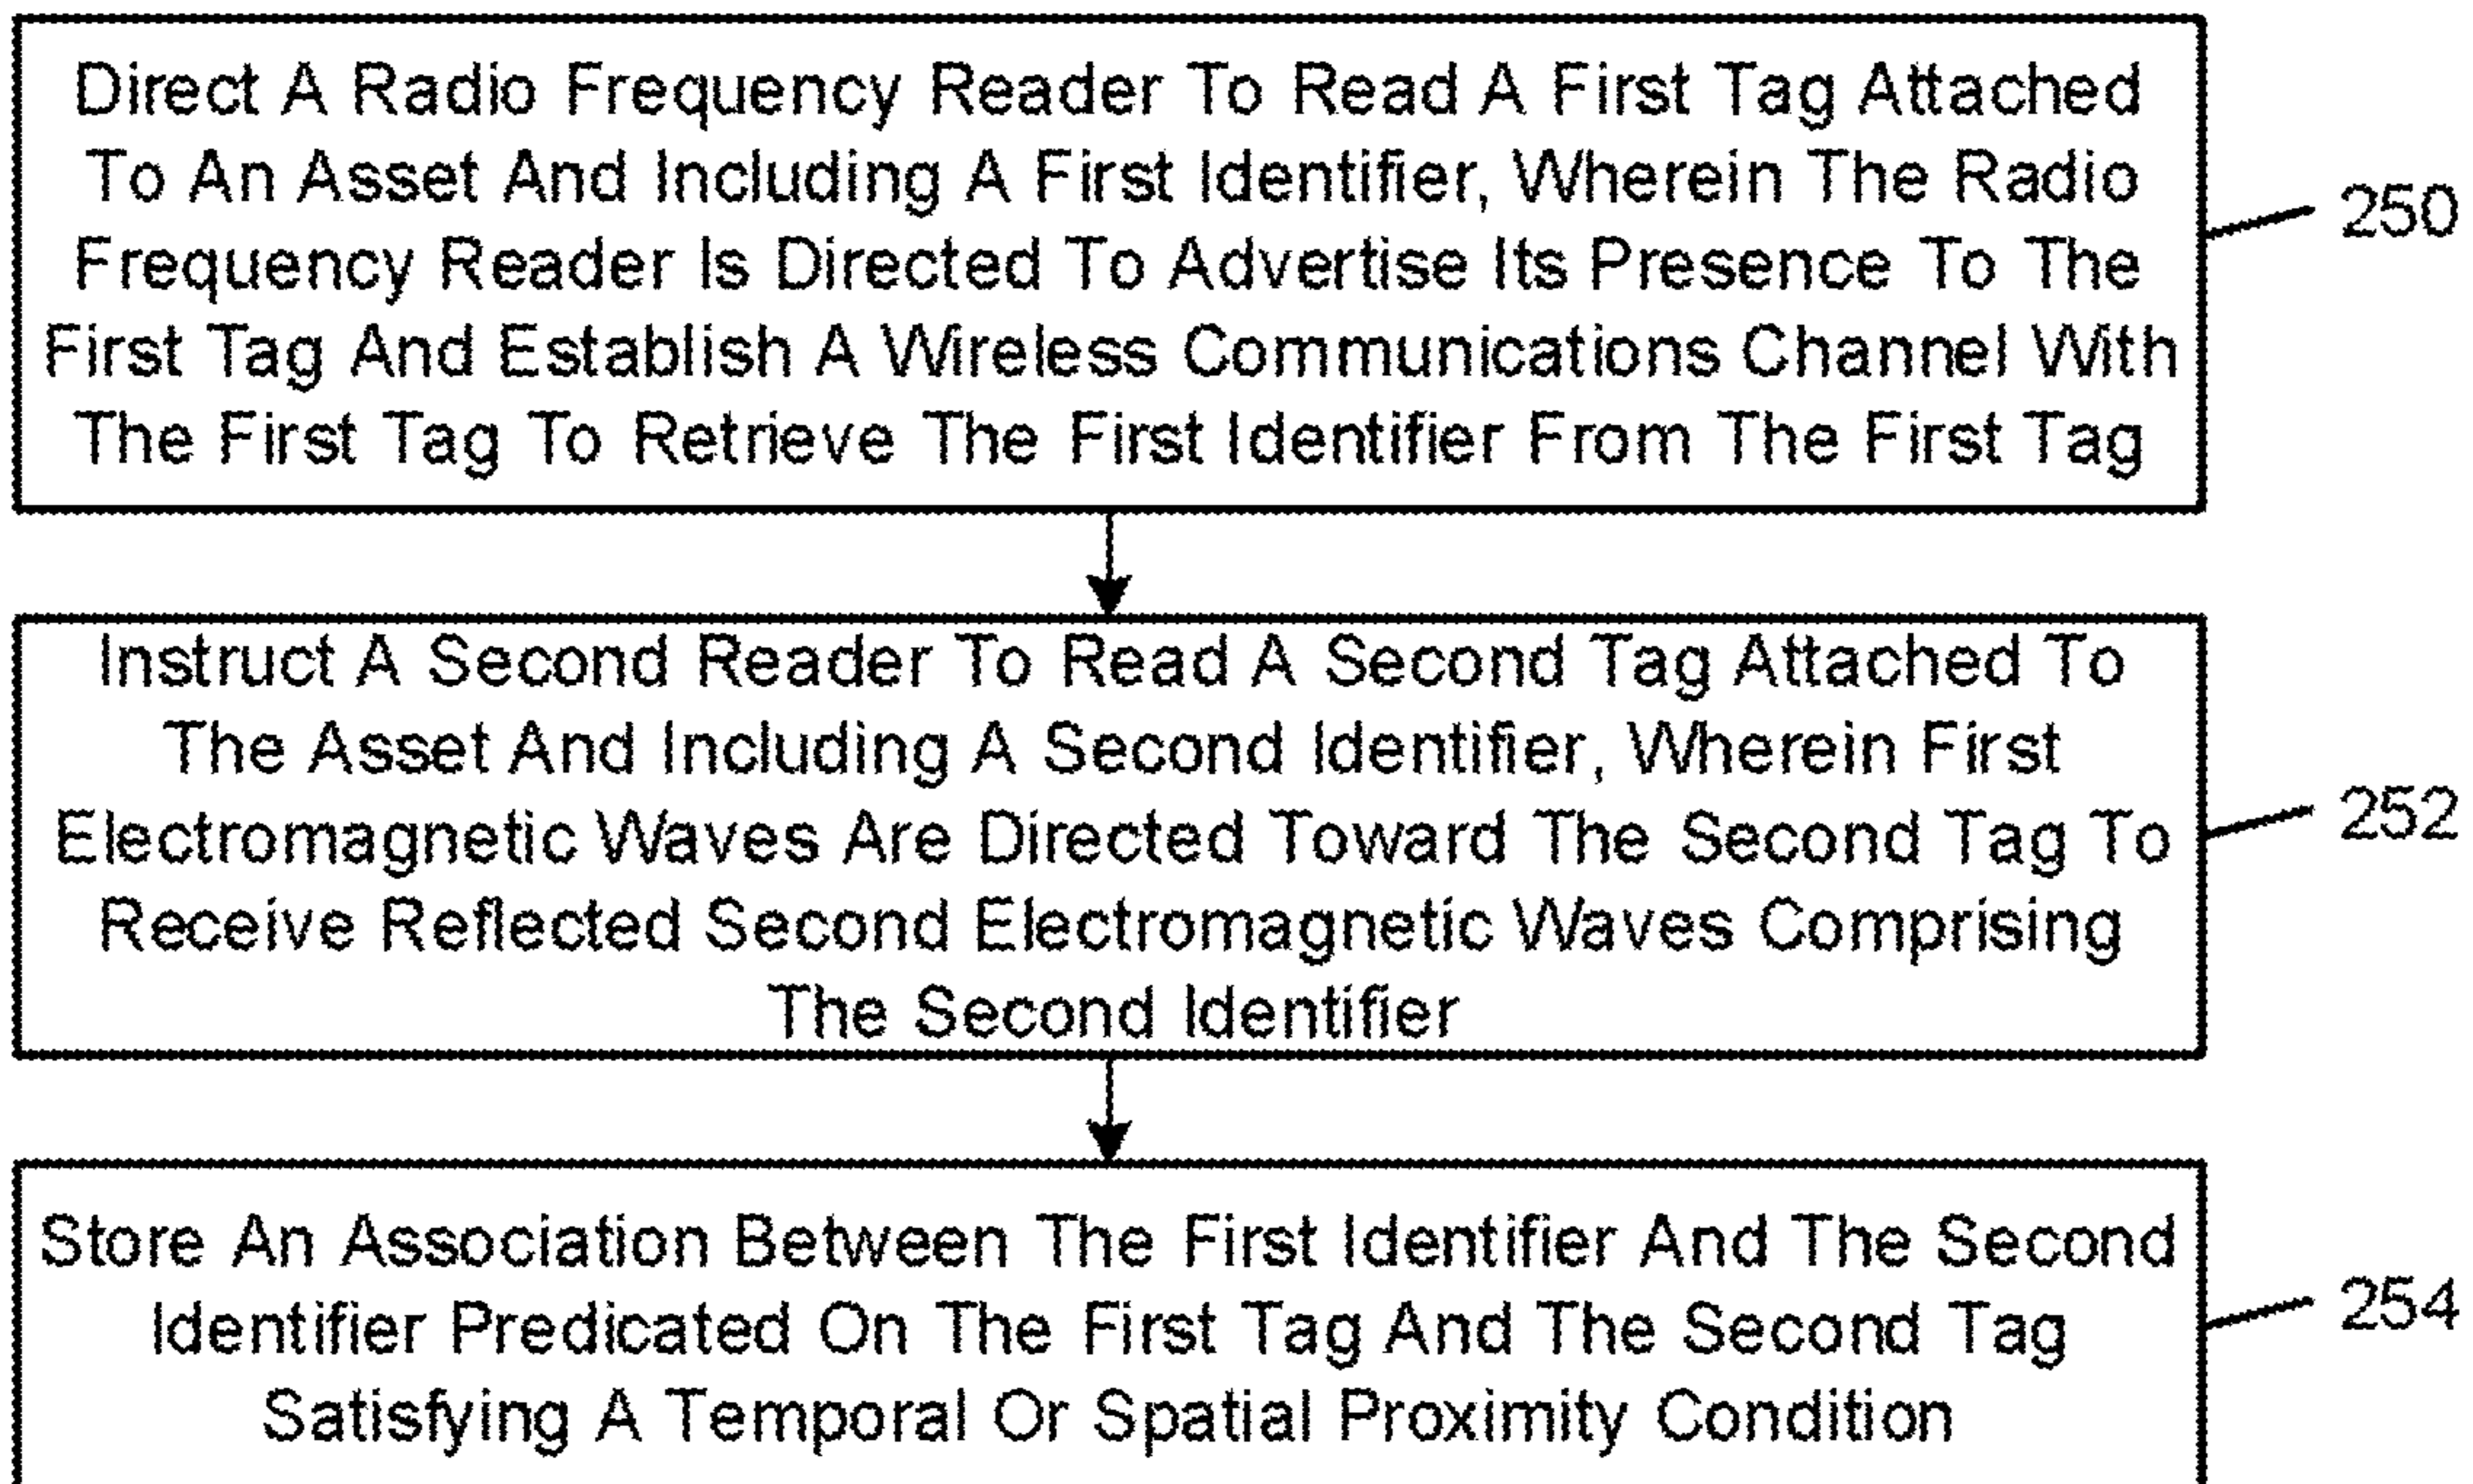 Direct A Radio Frequency Reader To Read A First Tag Attached
To An Asset And Including A First Identifier, Wherein The Radio
Frequency Reader Is Directed To Advertise Its Presence To The
First Tag And Establish A Wireless Communications Channel With
The First Tag To Retrieve The First Identifier From The First Tag
250
Instruct A Second Reader To Read A Second Tag Attached To
The Asset And Including A Second Identifier, Wherein First
Electromagnetic Waves Are Directed Toward The Second Tag To
Receive Reflected Second Electromagnetic Waves Comprising
The Second Identifier
252
Store An Association Between The First Identifier And The Second
Identifier Predicated On The First Tag And The Second Tag
Satisfying A Temporal Or Spatial Proximity Condition
254